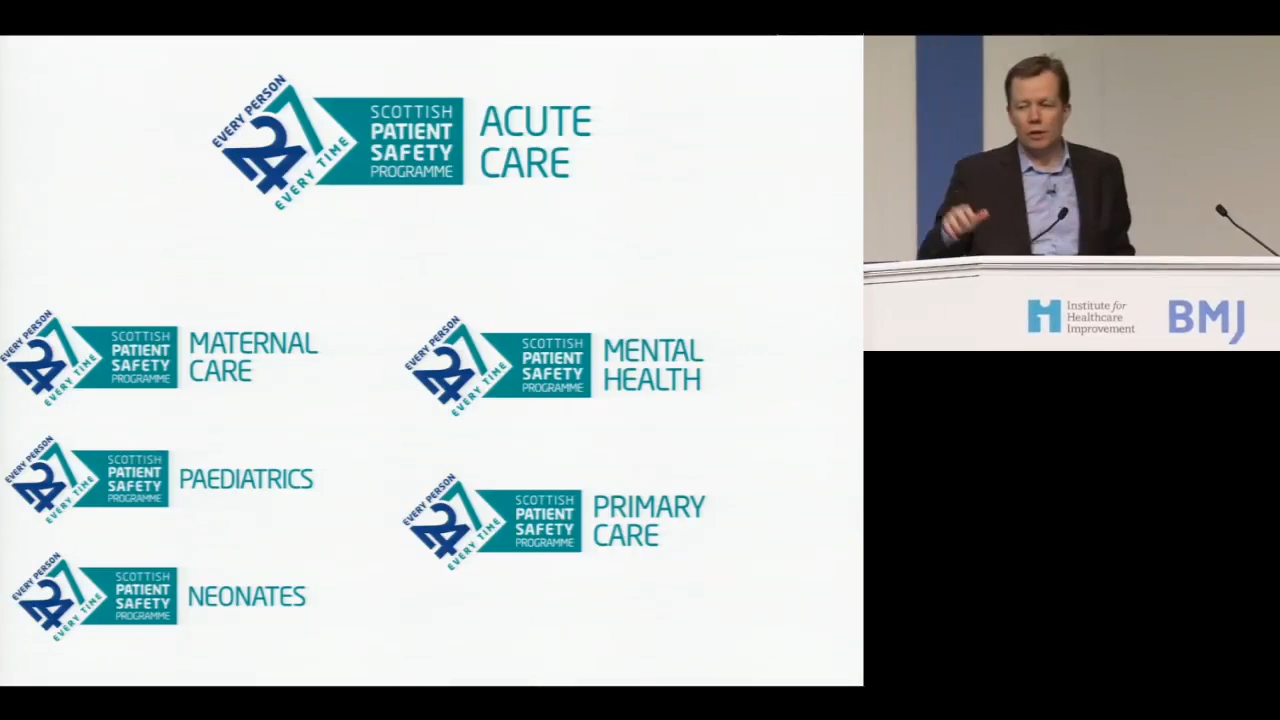 EVERY PERSON
24
7
EVERY TIME
SCOTTISH
PATIENT
SAFETY
PROGRAMME
ACUTE
CARE
EVERY PERSON
24
7
EVERY TIME
SCOTTISH
PATIENT
SAFETY
PROGRAMME
MATERNAL
CARE
EVERY PERSON
24
7
EVERY TIME
SCOTTISH
PATIENT
SAFETY
PROGRAMME
MENTAL
HEALTH
EVERY PERSON
24
7
EVERY TIME
SCOTTISH
PATIENT
SAFETY
PROGRAMME
PAEDIATRICS
EVERY PERSON
24
7
EVERY TIME
SCOTTISH
PATIENT
SAFETY
PROGRAMME
PRIMARY
CARE
EVERY PERSON
24
7
EVERY TIME
SCOTTISH
PATIENT
SAFETY
PROGRAMME
NEONATES
Institute for
Healthcare
Improvement
BMJ